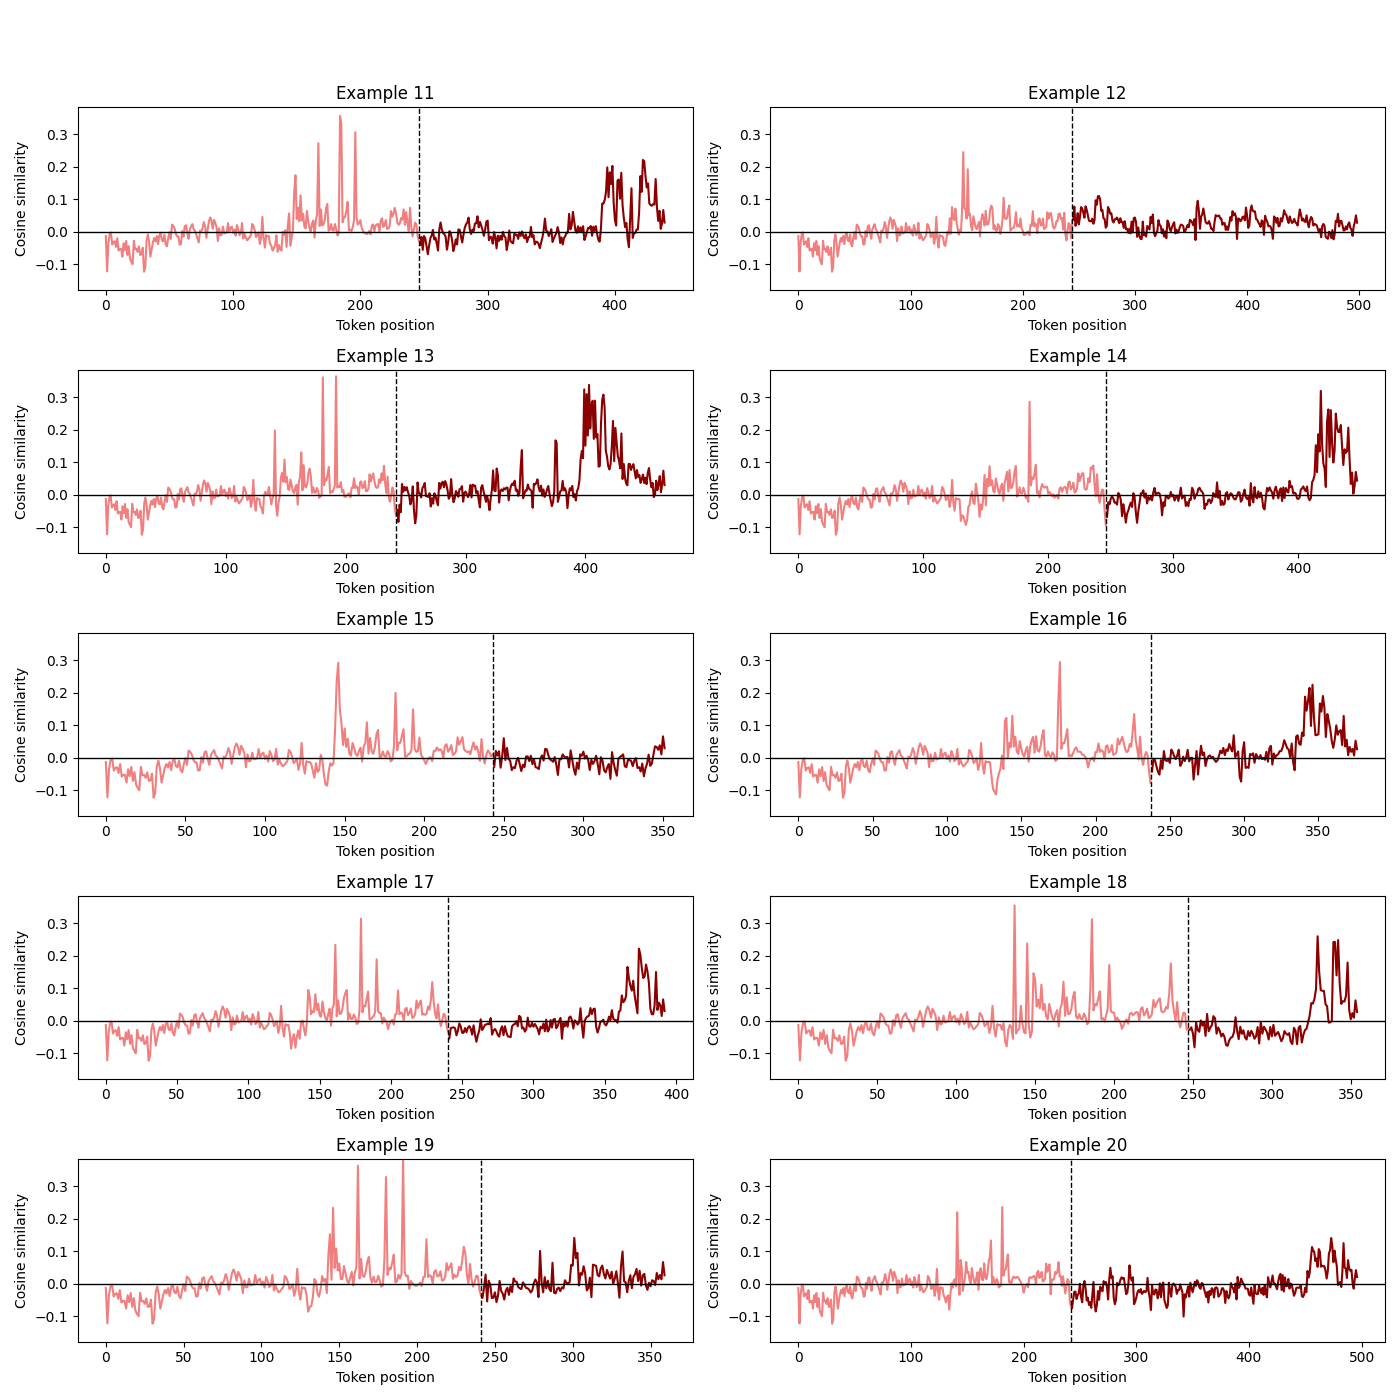 Example 11
Cosine similarity
0.3
0.2
0.1
0.0
−0.1
0 100 200 300 400
Token position
Example 12
Cosine similarity
0.3
0.2
0.1
0.0
−0.1
0 100 200 300 400 500
Token position
Example 13
Cosine similarity
0.3
0.2
0.1
0.0
−0.1
0 100 200 300 400
Token position
Example 14
Cosine similarity
0.3
0.2
0.1
0.0
−0.1
0 100 200 300 400
Token position
Example 15
Cosine similarity
0.3
0.2
0.1
0.0
−0.1
0 50 100 150 200 250 300 350
Token position
Example 16
Cosine similarity
0.3
0.2
0.1
0.0
−0.1
0 50 100 150 200 250 300 350
Token position
Example 17
Cosine similarity
0.3
0.2
0.1
0.0
−0.1
0 50 100 150 200 250 300 350 400
Token position
Example 18
Cosine similarity
0.3
0.2
0.1
0.0
−0.1
0 50 100 150 200 250 300 350
Token position
Example 19
Cosine similarity
0.3
0.2
0.1
0.0
−0.1
0 50 100 150 200 250 300 350
Token position
Example 20
Cosine similarity
0.3
0.2
0.1
0.0
−0.1
0 100 200 300 400 500
Token position